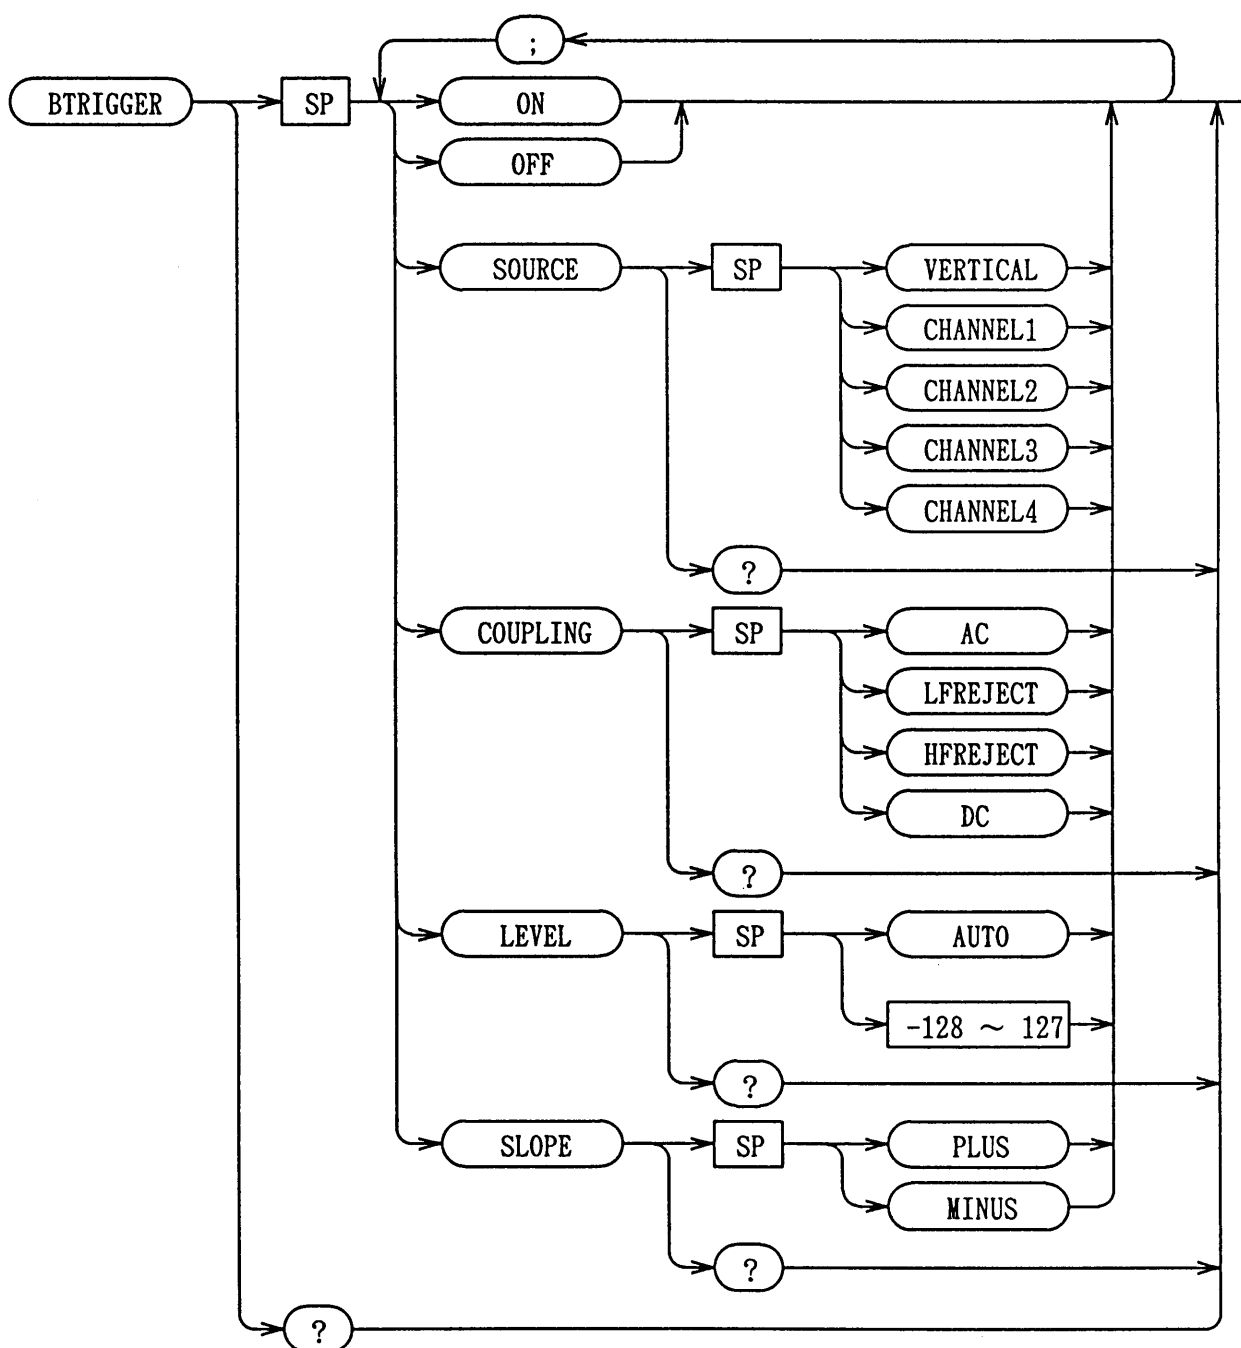 ;
BTRIGGER SP ON
OFF
SOURCE SP VERTICAL
CHANNEL1
CHANNEL2
CHANNEL3
CHANNEL4
?
COUPLING SP AC
LFREJECT
HFREJECT
DC
?
LEVEL SP AUTO
-128 ~ 127
?
SLOPE SP PLUS
MINUS
?
?